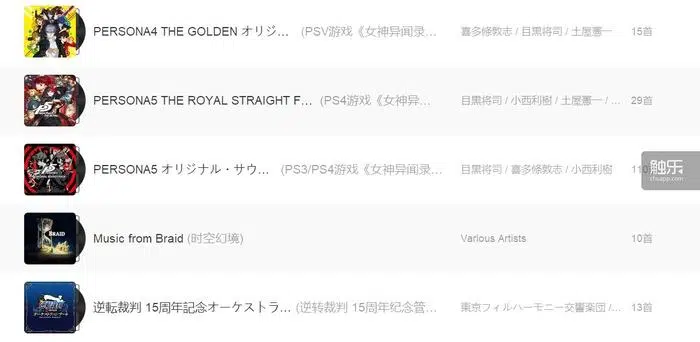 PERSONA4 THE GOLDEN オリジ… (PSV游戏《女神异闻录… 喜多條敦志 / 目黒将司 / 土屋憲一 15首
PERSONA5 THE ROYAL STRAIGHT F… (PS4游戏《女神异… 目黒将司 / 小西利樹 / 土屋憲一 /… 29首
PERSONA5 オリジナル・サウ… (PS3/PS4游戏《女神异闻录… 目黒将司 / 喜多條敦志 / 小西利樹 110首
触乐
chuapp.com
BRAID
Music from Braid (时空幻境) Various Artists 10首
逆転裁判 15周年記念オーケストラ… (逆转裁判 15周年纪念管… 東京フィルハーモニー交響楽団 /… 13首